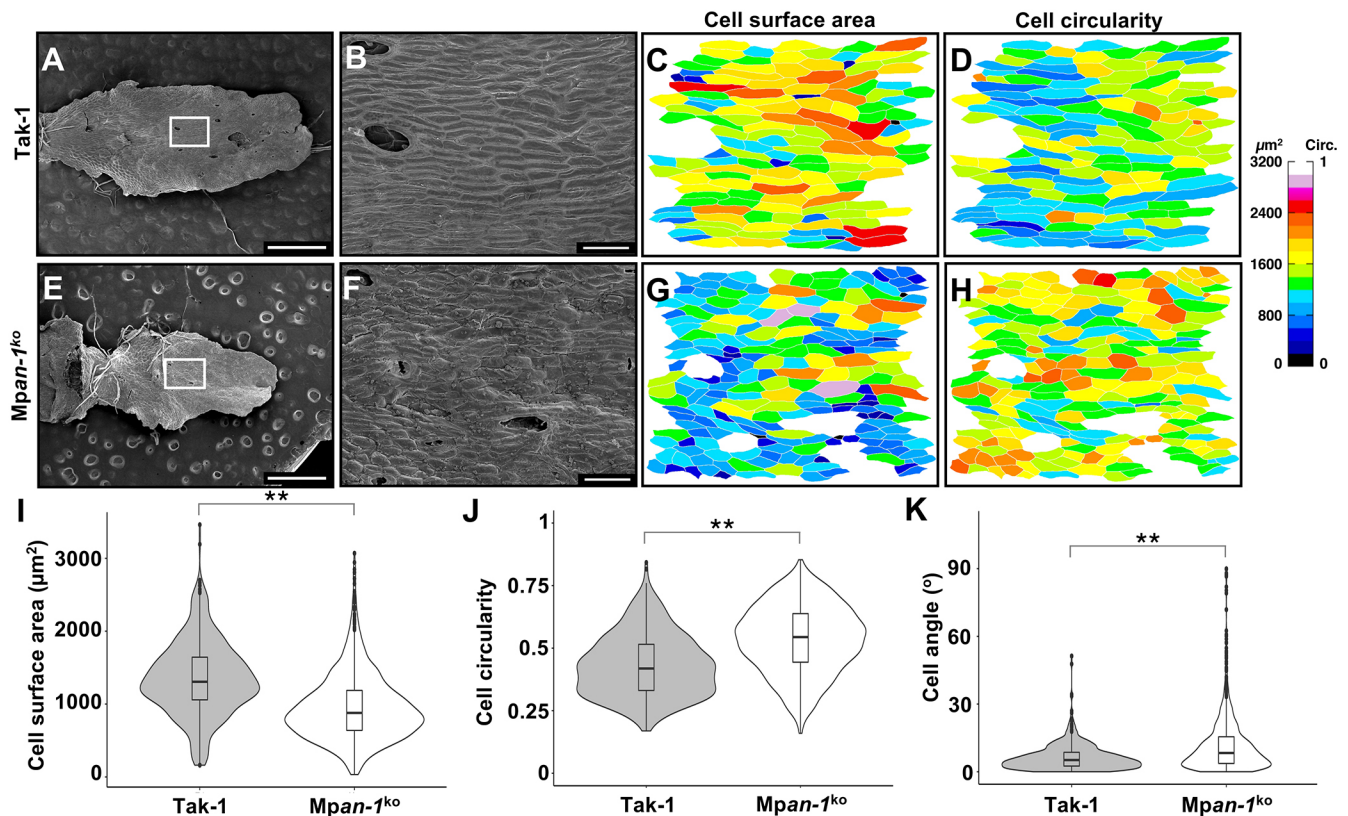 Cell surface area
Cell circularity
Tak-1
A
B
C
D
µm² Circ.
3200 1
2400
1600
800
0 0
Mpan-1ᵏᵒ
E
F
G
H
I
**
Cell surface area (µm²)
3000
2000
1000
0
Tak-1 Mpan-1ᵏᵒ
J
**
Cell circularity
1
0.75
0.5
0.25
0
Tak-1 Mpan-1ᵏᵒ
K
**
Cell angle (º)
90
60
30
0
Tak-1 Mpan-1ᵏᵒ